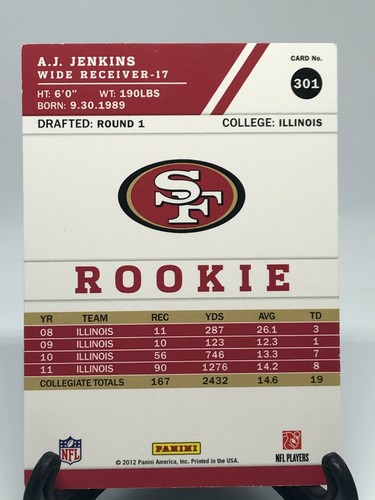 A.J. JENKINS
WIDE RECEIVER-17
HT: 6'0" WT: 190LBS
BORN: 9.30.1989
CARD No.
301
DRAFTED: ROUND 1 COLLEGE: ILLINOIS
SF
ROOKIE
YR TEAM REC YDS AVG TD
08 ILLINOIS 11 287 26.1 3
09 ILLINOIS 10 123 12.3 1
10 ILLINOIS 56 746 13.3 7
11 ILLINOIS 90 1276 14.2 8
COLLEGIATE TOTALS 167 2432 14.6 19
NFL
PANINI
NFL PLAYERS
© 2012 Panini America, Inc. Printed in the USA.